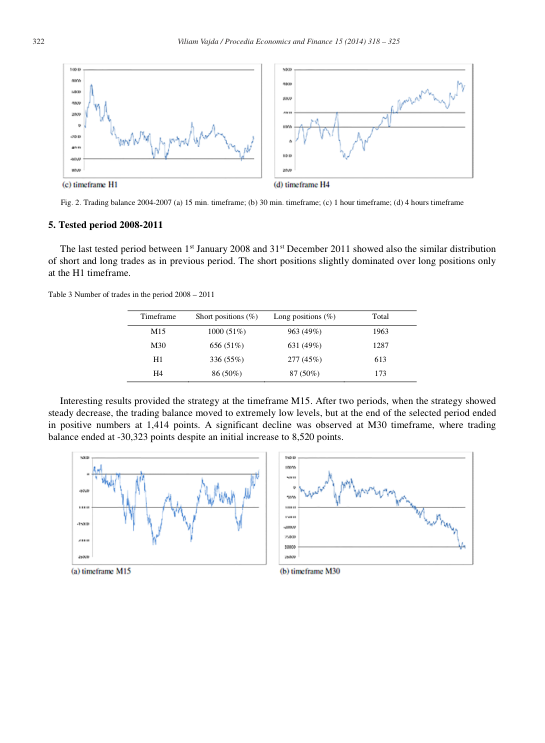 322
Viliam Vajda / Procedia Economics and Finance 15 (2014) 318 – 325
(c) timeframe H1
(d) timeframe H4
Fig. 2. Trading balance 2004-2007 (a) 15 min. timeframe; (b) 30 min. timeframe; (c) 1 hour timeframe; (d) 4 hours timeframe
5. Tested period 2008-2011
The last tested period between 1st January 2008 and 31st December 2011 showed also the similar distribution
of short and long trades as in previous period. The short positions slightly dominated over long positions only
at the H1 timeframe.
Table 3 Number of trades in the period 2008 – 2011
Timeframe Short positions (%) Long positions (%) Total
M15 1000 (51%) 963 (49%) 1963
M30 656 (51%) 631 (49%) 1287
H1 336 (55%) 277 (45%) 613
H4 86 (50%) 87 (50%) 173
Interesting results provided the strategy at the timeframe M15. After two periods, when the strategy showed
steady decrease, the trading balance moved to extremely low levels, but at the end of the selected period ended
in positive numbers at 1,414 points. A significant decline was observed at M30 timeframe, where trading
balance ended at -30,323 points despite an initial increase to 8,520 points.
(a) timeframe M15
(b) timeframe M30